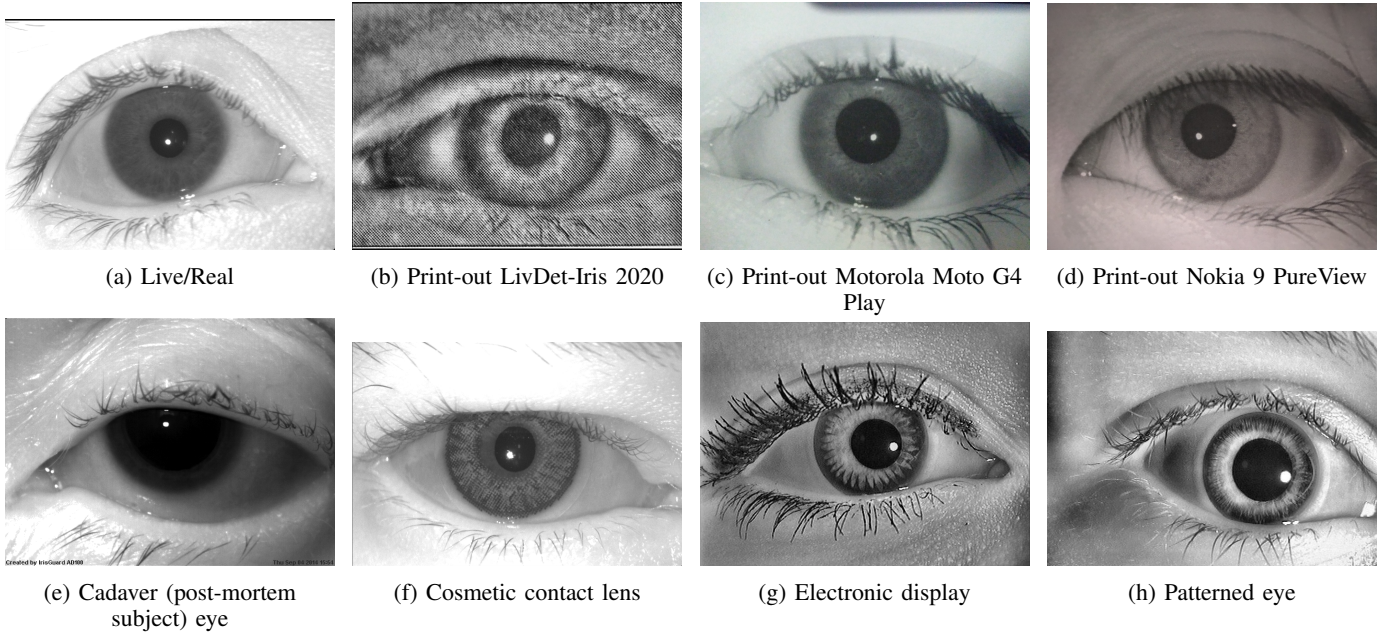 (a) Live/Real
(b) Print-out LivDet-Iris 2020
(c) Print-out Motorola Moto G4
Play
(d) Print-out Nokia 9 PureView
Created by IrisGuard AD100
(e) Cadaver (post-mortem
subject) eye
(f) Cosmetic contact lens
(g) Electronic display
(h) Patterned eye